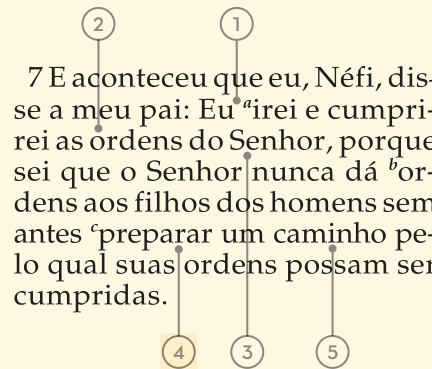 2 1
7 E aconteceu que eu, Néfi, dis-
se a meu pai: Eu airei e cumpri-
rei as ordens do Senhor, porque
sei que o Senhor nunca dá bor-
dens aos filhos dos homens sem
antes cpreparar um caminho pe-
lo qual suas ordens possam ser
cumpridas.
4 3 5